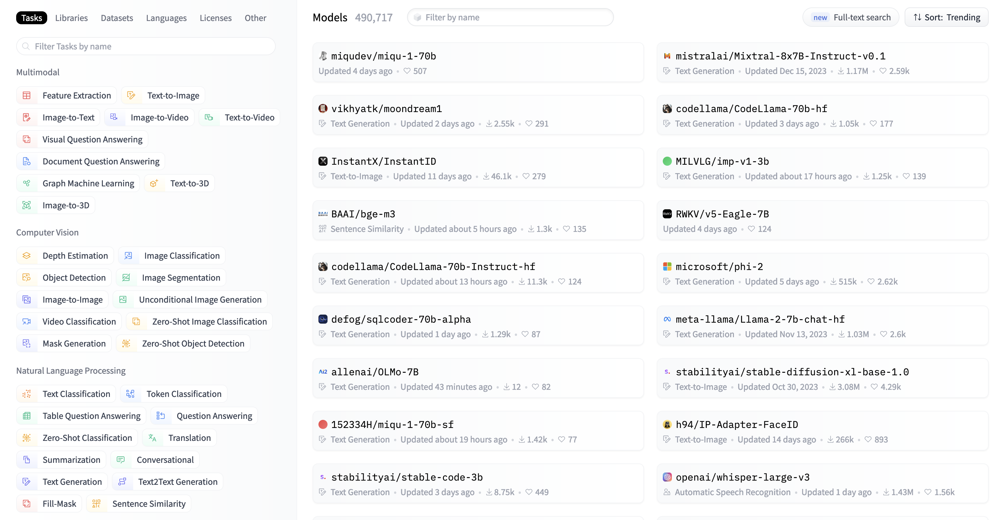 Tasks Libraries Datasets Languages Licenses Other
Filter Tasks by name
Multimodal
Feature Extraction Text-to-Image
Image-to-Text Image-to-Video Text-to-Video
Visual Question Answering
Document Question Answering
Graph Machine Learning Text-to-3D
Image-to-3D
Computer Vision
Depth Estimation Image Classification
Object Detection Image Segmentation
Image-to-Image Unconditional Image Generation
Video Classification Zero-Shot Image Classification
Mask Generation Zero-Shot Object Detection
Natural Language Processing
Text Classification Token Classification
Table Question Answering Question Answering
Zero-Shot Classification Translation
Summarization Conversational
Text Generation Text2Text Generation
Fill-Mask Sentence Similarity
Models 490,717 Filter by name new Full-text search Sort: Trending
miqudev/miqu-1-70b
Updated 4 days ago • 507
mistralai/Mixtral-8x7B-Instruct-v0.1
Text Generation • Updated Dec 15, 2023 • 1.17M • 2.59k
vikhyatk/moondream1
Text Generation • Updated 2 days ago • 2.55k • 291
codellama/CodeLlama-70b-hf
Text Generation • Updated 3 days ago • 1.05k • 177
InstantX/InstantID
Text-to-Image • Updated 11 days ago • 46.1k • 279
MILVLG/imp-v1-3b
Text Generation • Updated about 17 hours ago • 1.25k • 139
BAAI/bge-m3
Sentence Similarity • Updated about 5 hours ago • 1.3k • 135
RWKV RWKV/v5-Eagle-7B
Updated 4 days ago • 124
codellama/CodeLlama-70b-Instruct-hf
Text Generation • Updated about 13 hours ago • 11.3k • 124
microsoft/phi-2
Text Generation • Updated 5 days ago • 515k • 2.62k
defog/sqlcoder-70b-alpha
Text Generation • Updated 1 day ago • 1.29k • 87
meta-llama/Llama-2-7b-chat-hf
Text Generation • Updated Nov 13, 2023 • 1.03M • 2.6k
Ai2 allenai/OLMo-7B
Text Generation • Updated 43 minutes ago • 12 • 82
s. stabilityai/stable-diffusion-xl-base-1.0
Text-to-Image • Updated Oct 30, 2023 • 3.08M • 4.29k
152334H/miqu-1-70b-sf
Text Generation • Updated about 19 hours ago • 1.42k • 77
h94/IP-Adapter-FaceID
Text-to-Image • Updated 14 days ago • 266k • 893
s. stabilityai/stable-code-3b
Text Generation • Updated 3 days ago • 8.75k • 449
openai/whisper-large-v3
Automatic Speech Recognition • Updated 1 day ago • 1.43M • 1.56k